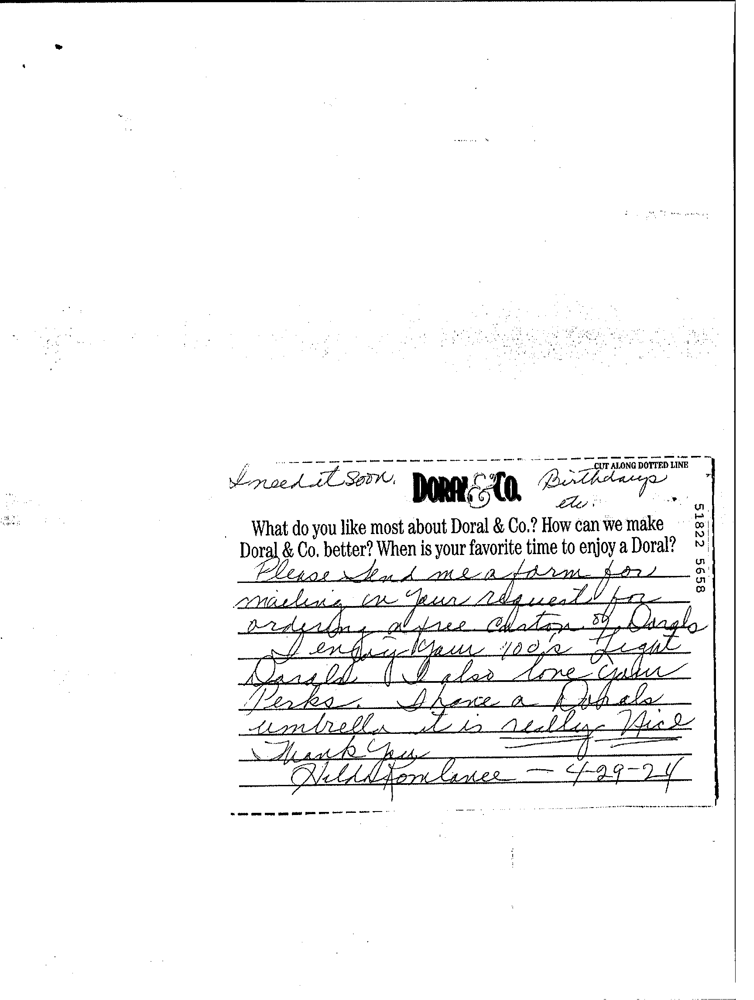 CUT ALONG DOTTED LINE
I need it soon.
DORAL & CO.
Birthdays
etc.
What do you like most about Doral & Co.? How can we make
Doral & Co. better? When is your favorite time to enjoy a Doral?
Please send me a form for
mailing in your request for
ordering a free carton of Dorals
I enjoy your 100's Light
Dorals I also love your
Perks. I have a Dorals
umbrella it is really Nice
Thank you
Hilda - 4-29-24
51822 5658